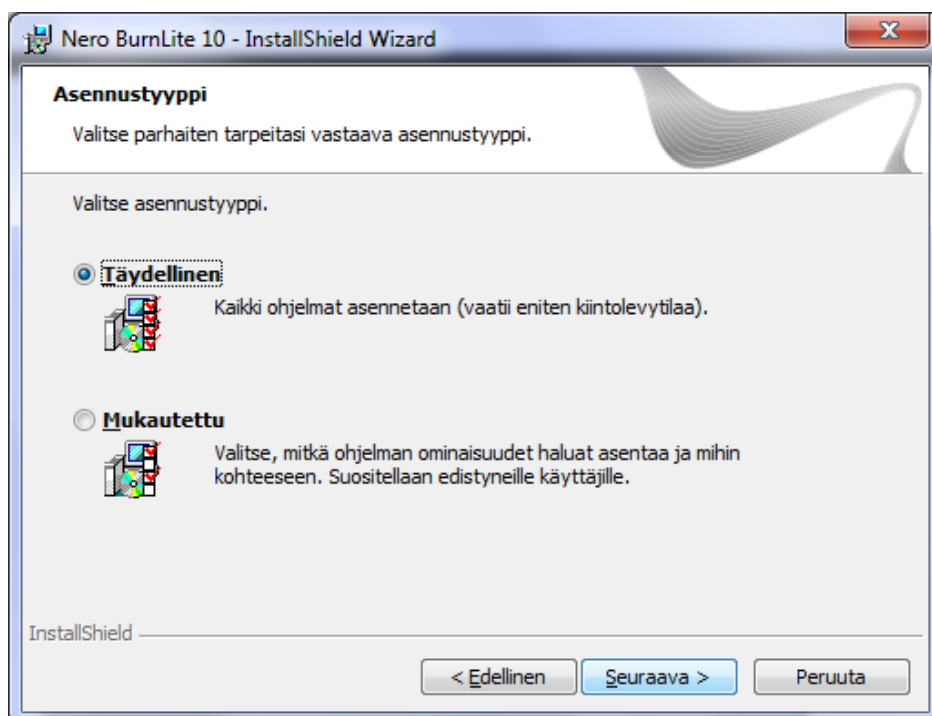 Nero BurnLite 10 - InstallShield Wizard
Asennustyyppi
Valitse parhaiten tarpeitasi vastaava asennustyyppi.
Valitse asennustyyppi.
Täydellinen
Kaikki ohjelmat asennetaan (vaatii eniten kiintolevytilaa).
Mukautettu
Valitse, mitkä ohjelman ominaisuudet haluat asentaa ja mihin
kohteeseen. Suositellaan edistyneille käyttäjille.
InstallShield
< Edellinen Seuraava > Peruuta